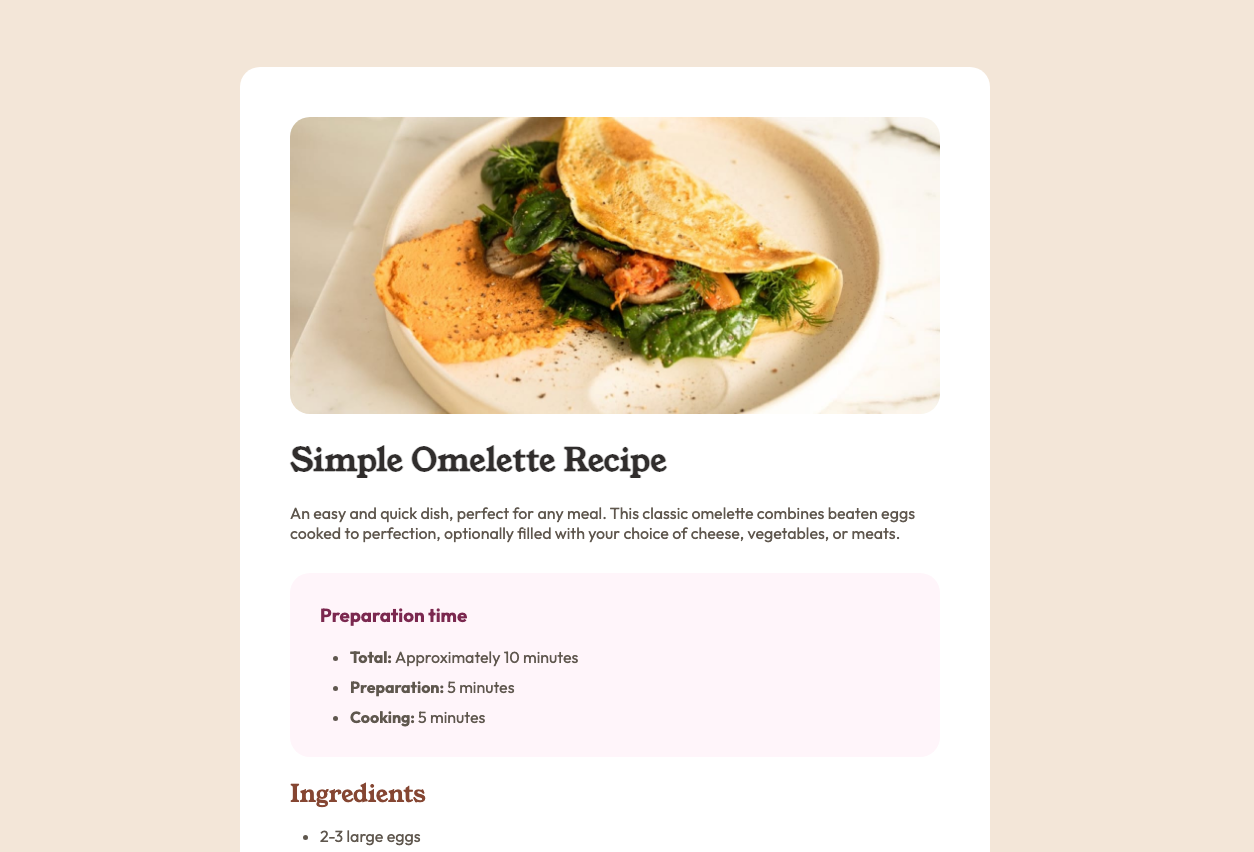 Simple Omelette Recipe
An easy and quick dish, perfect for any meal. This classic omelette combines beaten eggs
cooked to perfection, optionally filled with your choice of cheese, vegetables, or meats.
Preparation time
Total: Approximately 10 minutes
Preparation: 5 minutes
Cooking: 5 minutes
Ingredients
2-3 large eggs